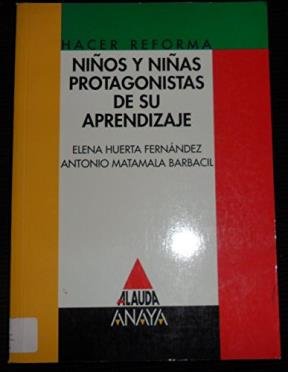 HACER REFORMA
NIÑOS Y NIÑAS
PROTAGONISTAS
DE SU
APRENDIZAJE
ELENA HUERTA FERNÁNDEZ
ANTONIO MATAMALA BARBACIL
ALAUDA
ANAYA